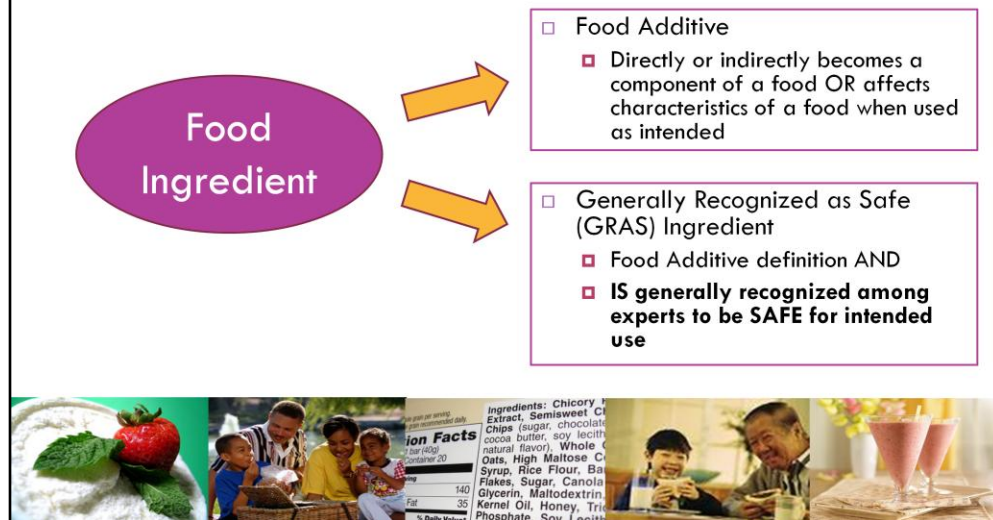 Food
Ingredient
Food Additive
Directly or indirectly becomes a
component of a food OR affects
characteristics of a food when used
as intended
Generally Recognized as Safe
(GRAS) Ingredient
Food Additive definition AND
IS generally recognized among
experts to be SAFE for intended
use
ion Facts
bar (40g)
Container 20
140
Fat 35
% Daily
Ingredients: Chicory
Extract, Semisweet
Chips (sugar, chocolate
cocoa butter, soy
natural flavor), Whole
Oats, High Maltose
Syrup, Rice Flour,
Flakes, Sugar, Canola
Glycerin, Maltodextrin,
Kernel Oil, Honey,
Phosphate, Soy